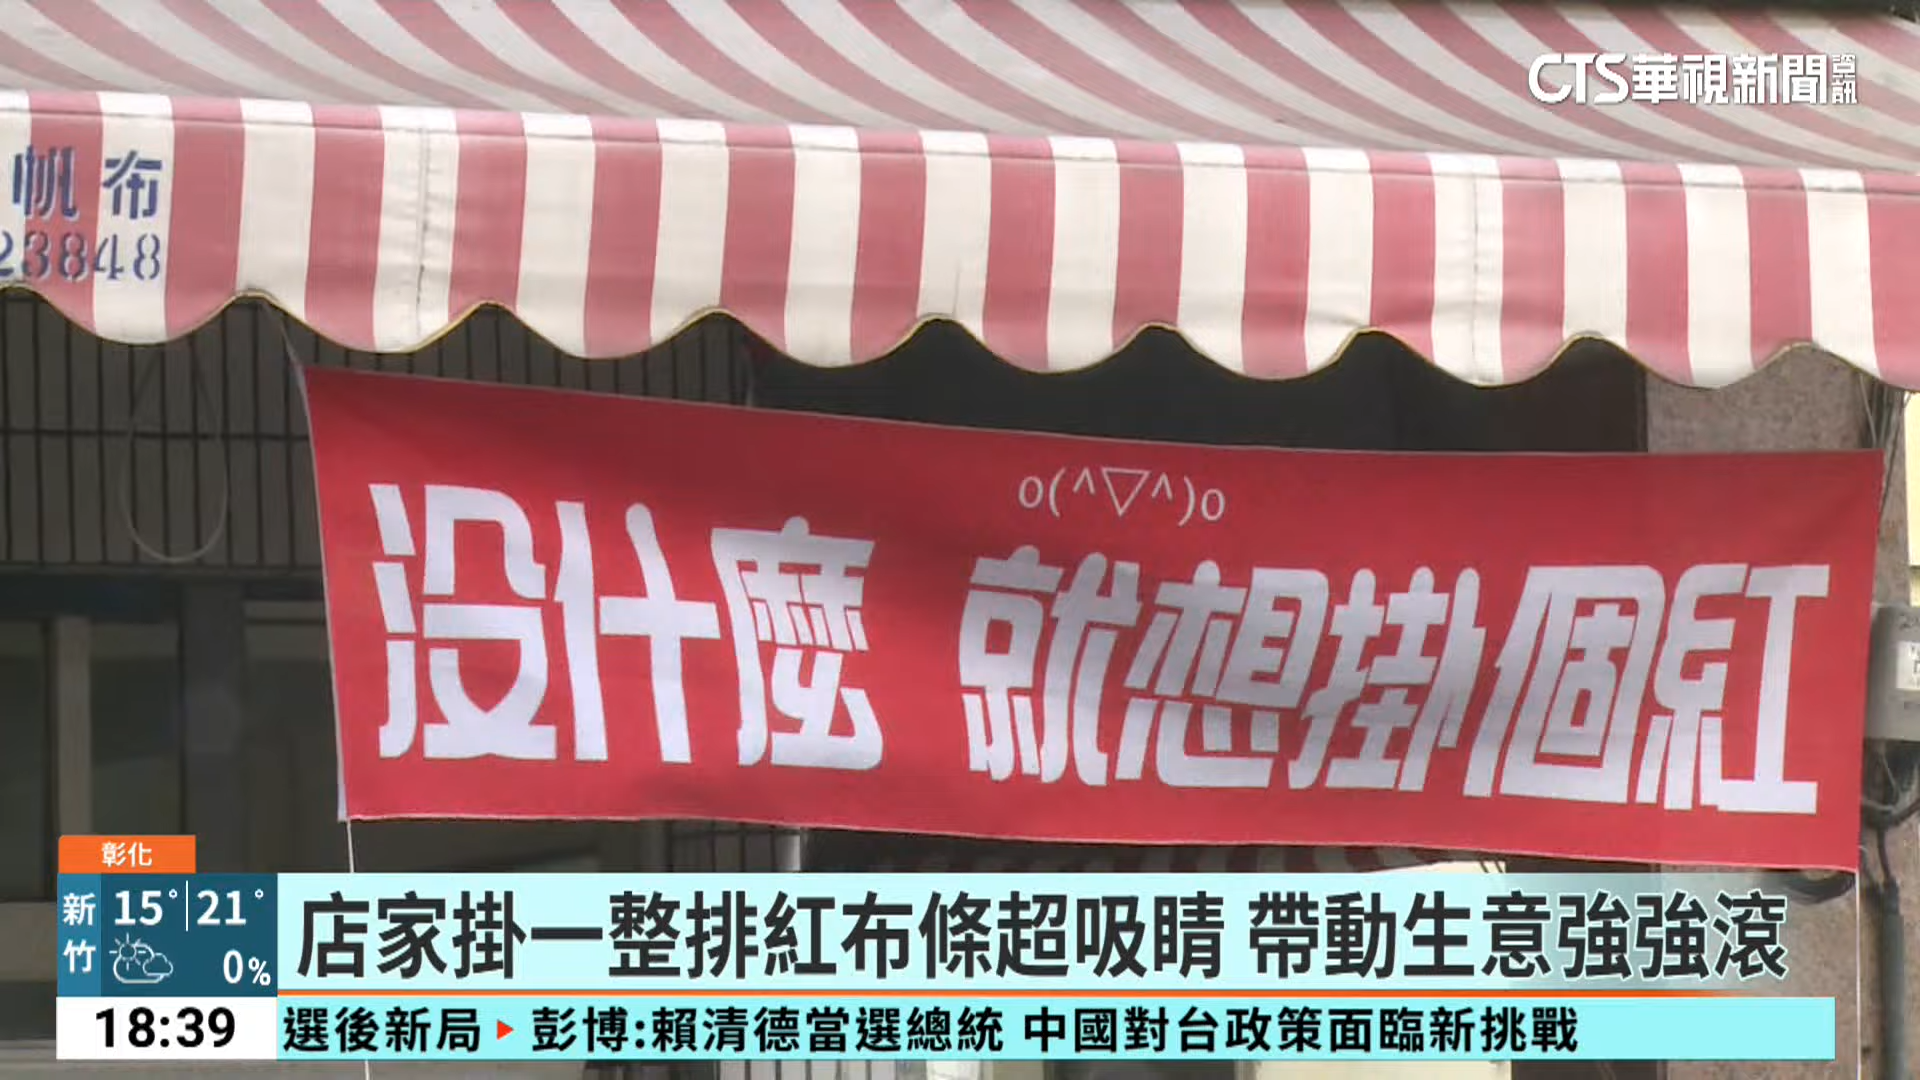 CTS華視新聞資訊
帆布
23848
o(^▽^)o
沒什麼 就想掛個紅
彰化
新竹
15°|21°
0%
店家掛一整排紅布條超吸睛 帶動生意強強滾
18:39
選後新局▶彭博:賴清德當選總統 中國對台政策面臨新挑戰